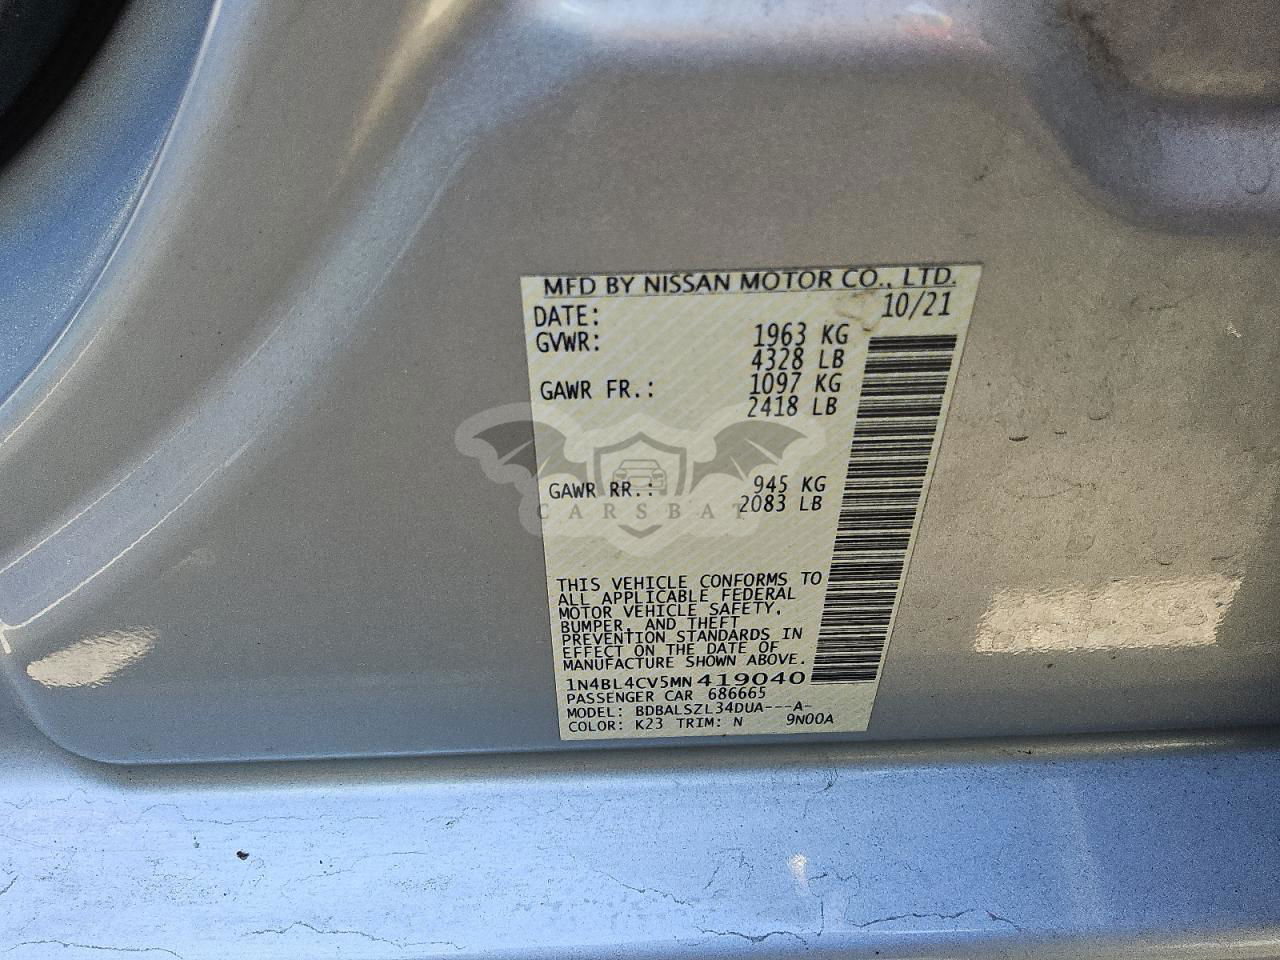 MFD BY NISSAN MOTOR CO., LTD.
DATE: 10/21
GVWR: 1963 KG
4328 LB
GAWR FR.: 1097 KG
2418 LB
GAWR RR.: 945 KG
2083 LB
CARSBAT
THIS VEHICLE CONFORMS TO
ALL APPLICABLE FEDERAL
MOTOR VEHICLE SAFETY,
BUMPER, AND THEFT
PREVENTION STANDARDS IN
EFFECT ON THE DATE OF
MANUFACTURE SHOWN ABOVE.
1N4BL4CV5MN419040
PASSENGER CAR 686665
MODEL: BDBALSZL34DUA---A-
COLOR: K23 TRIM: N 9N00A